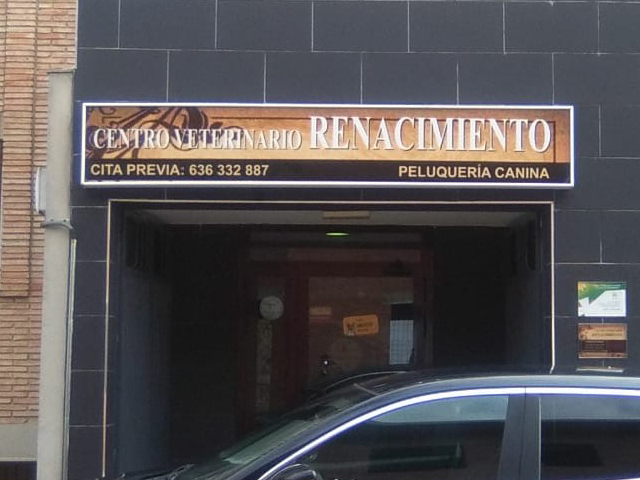 CENTRO VETERINARIO RENACIMIENTO
CITA PREVIA: 636 332 887 PELUQUERÍA CANINA